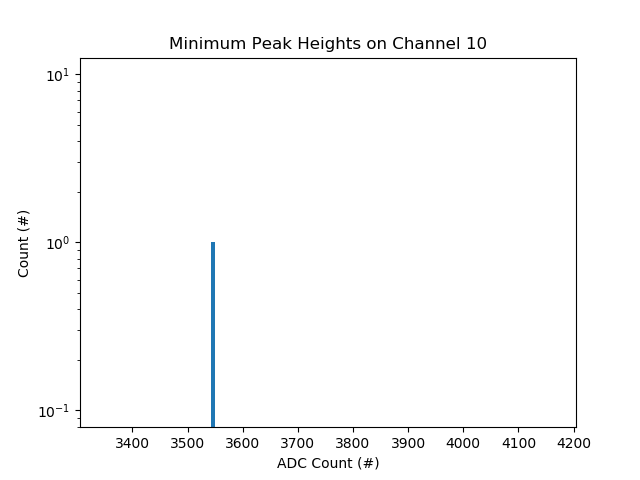 Minimum Peak Heights on Channel 10
10¹
10⁰
10⁻¹
Count (#)
3400 3500 3600 3700 3800 3900 4000 4100 4200
ADC Count (#)